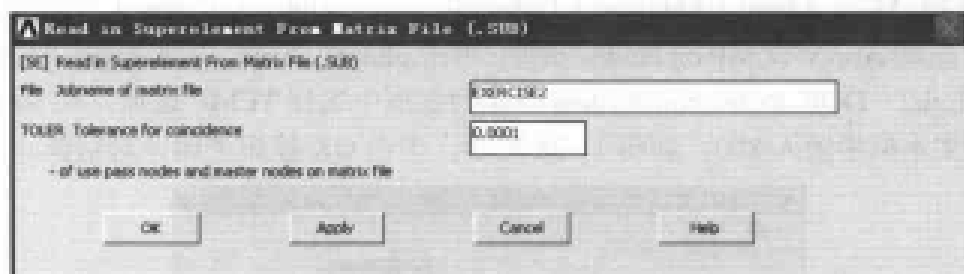 Read in Superelement From Matrix File (.SUB)
[SE] Read in Superelement From Matrix File (.SUB)
File Jobname of matrix file
EXERCISE2
TOLER Tolerance for coincidence
0.0001
- of use pass nodes and master nodes on matrix file
OK
Apply
Cancel
Help